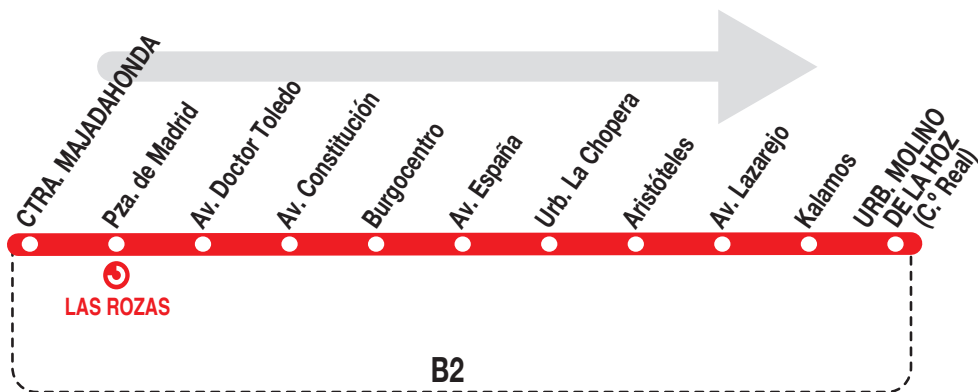 CTRA. MAJADAHONDA
Pza. de Madrid
Av. Doctor Toledo
Av. Constitución
Burgocentro
Av. España
Urb. La Chopera
Aristóteles
Av. Lazarejo
Kalamos
URB. MOLINO
DE LA HOZ
(C.º Real)
LAS ROZAS
B2